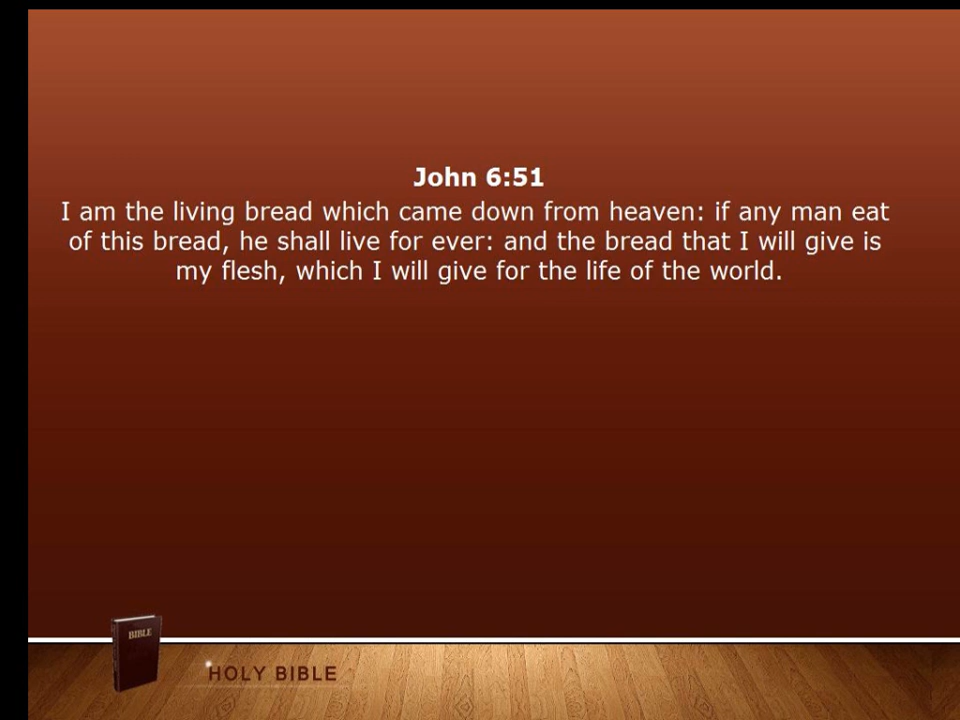 John 6:51
I am the living bread which came down from heaven: if any man eat
of this bread, he shall live for ever: and the bread that I will give is
my flesh, which I will give for the life of the world.
BIBLE
HOLY BIBLE